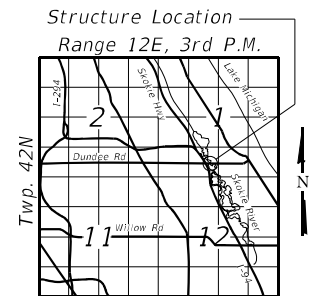 Structure Location
Range 12E, 3rd P.M.
Twp. 42N
I-294
Skokie Hwy
Lake Michigan
2
1
Dundee Rd
Skokie River
Willow Rd
11
12
I-94
N